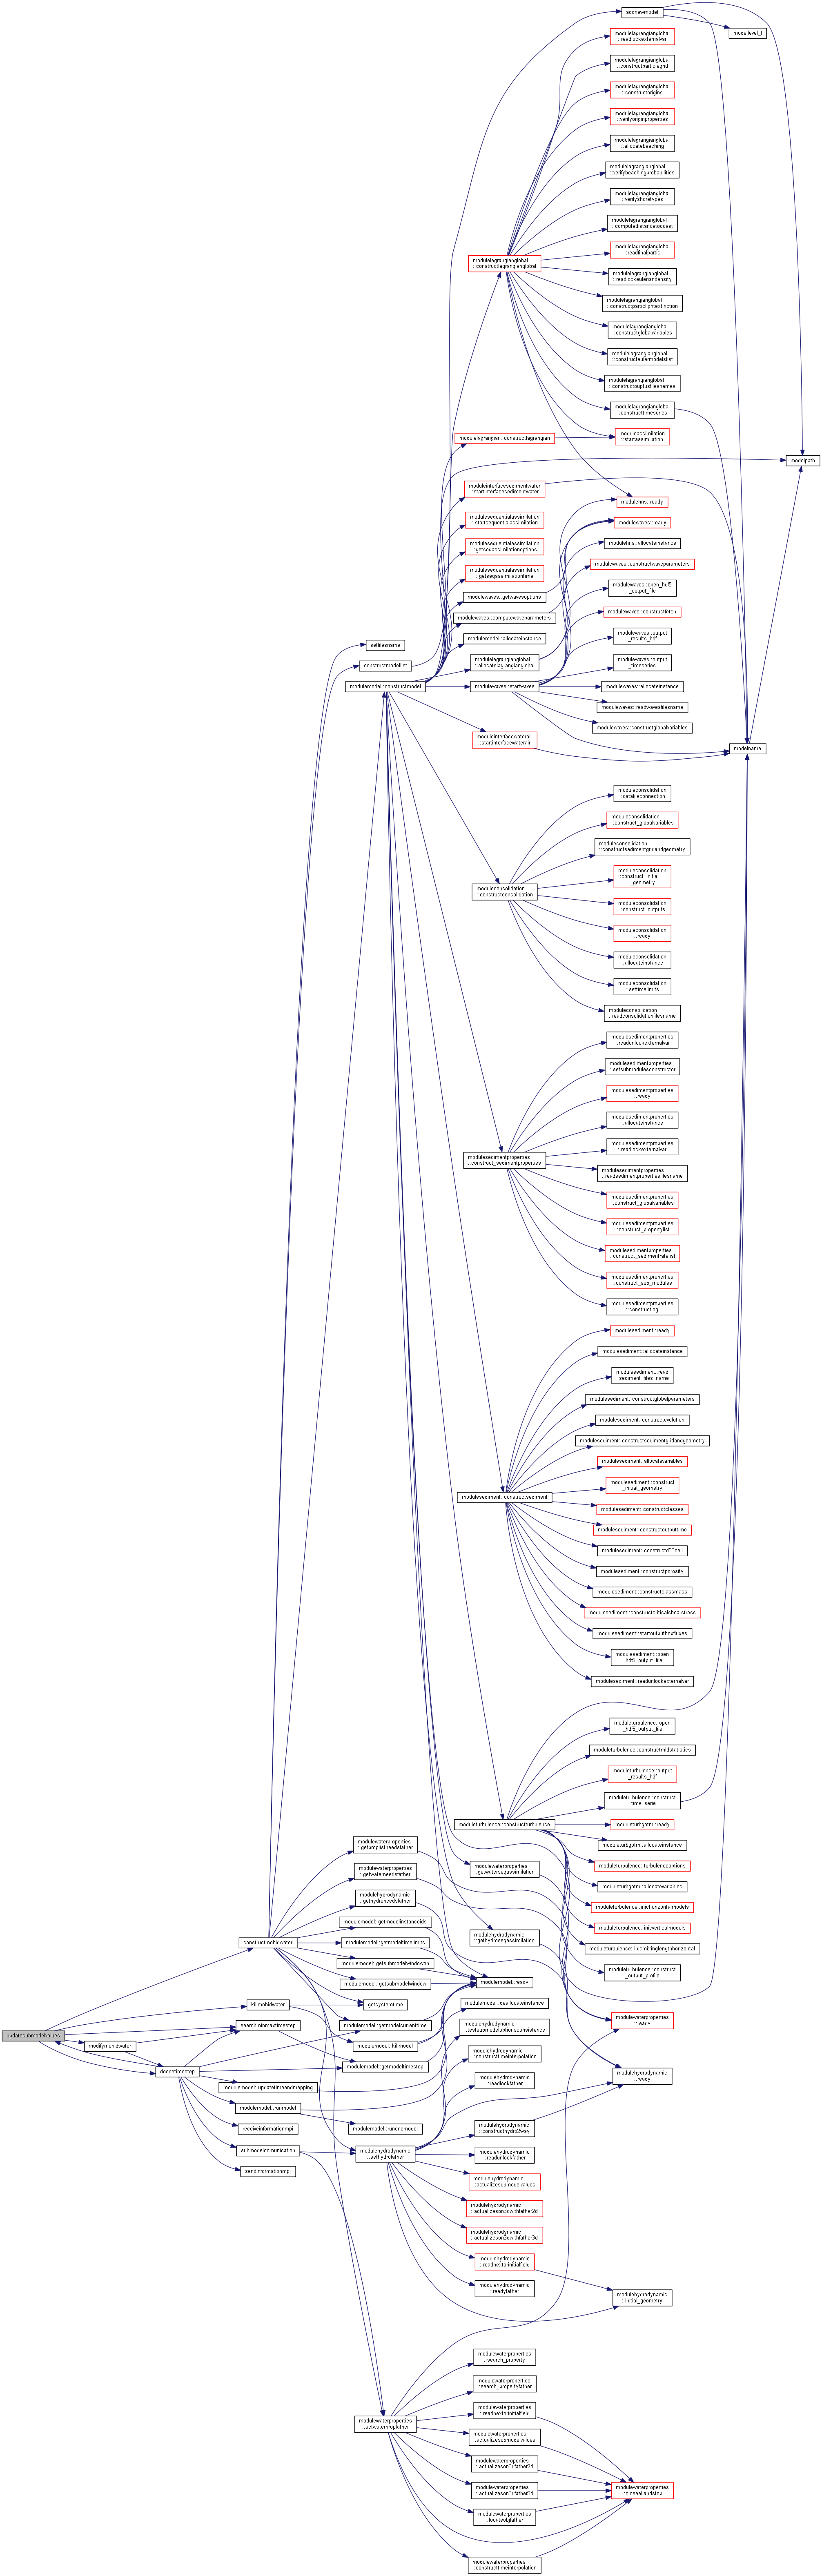 addnewmodel
modellevel_f
modulelagrangianglobal
::readlockexternalvar
modulelagrangianglobal
::constructparticlegrid
modulelagrangianglobal
::constructorigins
modulelagrangianglobal
::verifyoriginproperties
modulelagrangianglobal
::allocatebeaching
modulelagrangianglobal
::verifybeachingprobabilities
modulelagrangianglobal
::verifyshoretypes
modulelagrangianglobal
::computedistancetocoast
modulelagrangianglobal
::constructlagrangianglobal
modulelagrangianglobal
::readfinalpartic
modulelagrangianglobal
::readlockeuleriandensity
modulelagrangianglobal
::constructparticlightextinction
modulelagrangianglobal
::constructglobalvariables
modulelagrangianglobal
::constructeulermodelslist
modulelagrangianglobal
::constructouptusfilesnames
modulelagrangianglobal
::constructtimeseries
modulelagrangian::constructlagrangian
moduleassimilation
::startassimilation
modelpath
moduleinterfacesedimentwater
::startinterfacesedimentwater
modulehns::ready
modulesequentialassimilation
::startsequentialassimilation
modulewaves::ready
modulesequentialassimilation
::getseqassimilationoptions
modulehns::allocateinstance
modulewaves::constructwaveparameters
modulesequentialassimilation
::getseqassimilationtime
modulewaves::open_hdf5
_output_file
modulewaves::getwavesoptions
modulewaves::constructfetch
modulewaves::computewaveparameters
modulewaves::output
_results_hdf
modulemodel::allocateinstance
setfilesname
constructmodellist
modulelagrangianglobal
::allocatelagrangianglobal
modulewaves::output
_timeseries
modulemodel::constructmodel
modulewaves::startwaves
modulewaves::allocateinstance
modulewaves::readwavesfilesname
modulewaves::constructglobalvariables
moduleinterfacewaterair
::startinterfacewaterair
modelname
moduleconsolidation
::datafileconnection
moduleconsolidation
::construct_globalvariables
moduleconsolidation
::constructsedimentgridandgeometry
moduleconsolidation
::construct_initial
_geometry
moduleconsolidation
::constructconsolidation
moduleconsolidation
::construct_outputs
moduleconsolidation
::ready
moduleconsolidation
::allocateinstance
moduleconsolidation
::settimelimits
moduleconsolidation
::readconsolidationfilesname
modulesedimentproperties
::readunlockexternalvar
modulesedimentproperties
::setsubmodulesconstructor
modulesedimentproperties
::ready
modulesedimentproperties
::allocateinstance
modulesedimentproperties
::readlockexternalvar
modulesedimentproperties
::construct_sedimentproperties
modulesedimentproperties
::readsedimentpropertiesfilesname
modulesedimentproperties
::construct_globalvariables
modulesedimentproperties
::construct_propertylist
modulesedimentproperties
::construct_sedimentratelist
modulesedimentproperties
::construct_sub_modules
modulesedimentproperties
::constructlog
modulesediment::ready
modulesediment::allocateinstance
modulesediment::read
_sediment_files_name
modulesediment::constructglobalparameters
modulesediment::constructevolution
modulesediment::constructsedimentgridandgeometry
modulesediment::allocatevariables
modulesediment::construct
_initial_geometry
modulesediment::constructsediment
modulesediment::constructclasses
modulesediment::constructoutputtime
modulesediment::constructd50cell
modulesediment::constructporosity
modulesediment::constructclassmass
modulesediment::constructcriticalshearstress
modulesediment::startoutputboxfluxes
modulesediment::open
_hdf5_output_file
modulesediment::readunlockexternalvar
moduleturbulence::open
_hdf5_output_file
moduleturbulence::constructmldstatistics
moduleturbulence::output
_results_hdf
moduleturbulence::construct
_time_serie
moduleturbulence::constructturbulence
moduleturbgotm::ready
moduleturbgotm::allocateinstance
moduleturbulence::turbulenceoptions
moduleturbgotm::allocatevariables
moduleturbulence::inichorizontalmodels
moduleturbulence::inicverticalmodels
moduleturbulence::inicmixinglengthhorizontal
moduleturbulence::construct
_output_profile
modulewaterproperties
::getproplistneedsfather
modulewaterproperties
::getwaterneedsfather
modulewaterproperties
::getwaterseqassimilation
modulehydrodynamic
::gethydroneedsfather
modulemodel::getmodelinstanceids
modulehydrodynamic
::gethydroseqassimilation
constructmohidwater
modulemodel::getmodeltimelimits
modulemodel::getsubmodelwindowon
modulemodel::getsubmodelwindow
modulemodel::ready
killmohidwater
getsystemtime
modulemodel::deallocateinstance
modulewaterproperties
::ready
updatesubmodelvalues
searchminmaxtimestep
modulemodel::getmodelcurrenttime
modulehydrodynamic
::testsubmodeloptionsconsistence
modifymohidwater
modulemodel::killmodel
modulehydrodynamic
::constructtimeinterpolation
doonetimestep
modulemodel::getmodeltimestep
modulehydrodynamic
::ready
modulemodel::updatetimeandmapping
modulehydrodynamic
::readlockfather
modulemodel::runmodel
receiveinformationmpi
modulemodel::runonemodel
modulehydrodynamic
::constructhydro2way
submodelcomunication
modulehydrodynamic
::sethydrofather
modulehydrodynamic
::readunlockfather
sendinformationmpi
modulehydrodynamic
::actualizesubmodelvalues
modulehydrodynamic
::actualizeson3dwithfather2d
modulehydrodynamic
::actualizeson3dwithfather3d
modulehydrodynamic
::readnextorinitialfield
modulehydrodynamic
::readyfather
modulehydrodynamic
::initial_geometry
modulewaterproperties
::search_property
modulewaterproperties
::search_propertyfather
modulewaterproperties
::readnextorinitialfield
modulewaterproperties
::setwaterpropfather
modulewaterproperties
::actualizesubmodelvalues
modulewaterproperties
::actualizeson3dfather2d
modulewaterproperties
::actualizeson3dfather3d
modulewaterproperties
::closeallandstop
modulewaterproperties
::locateobjfather
modulewaterproperties
::constructtimeinterpolation